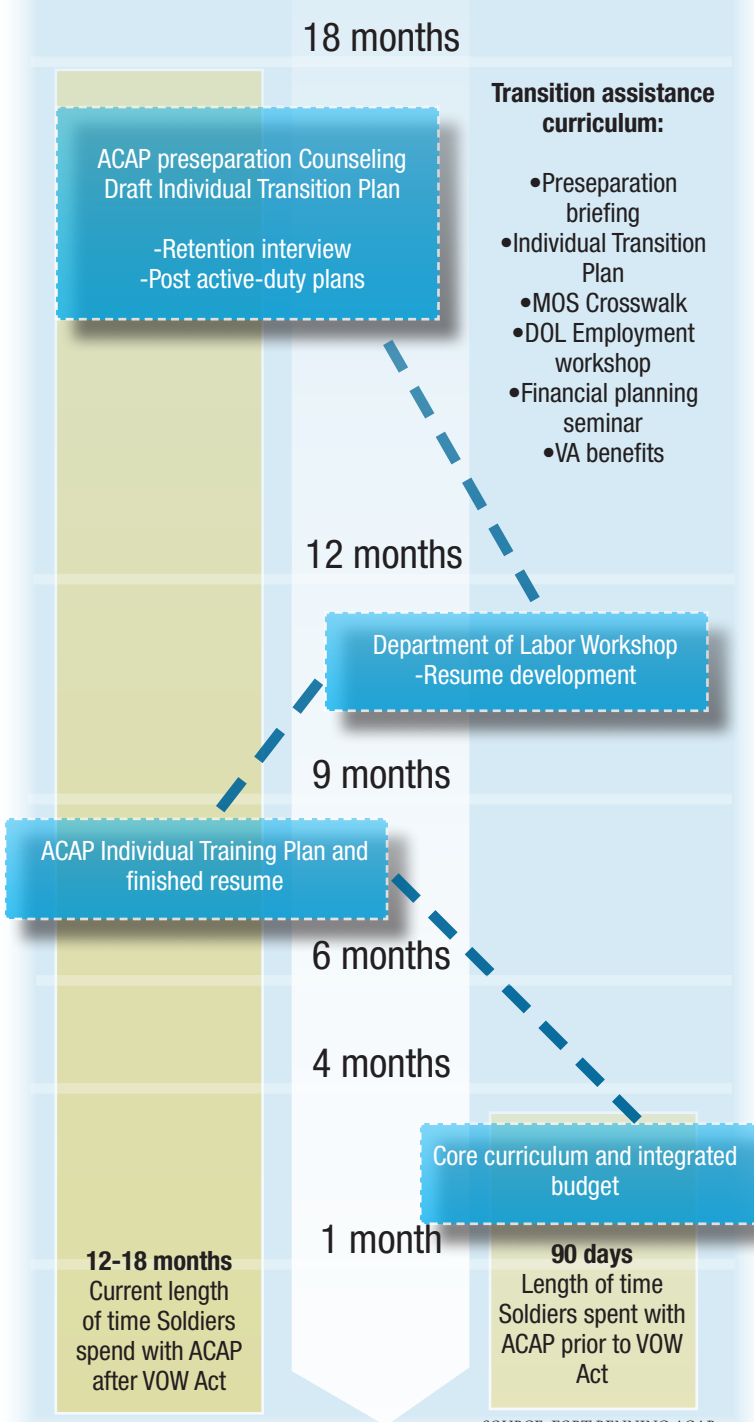 18 months
ACAP preseparation Counseling
Draft Individual Transition Plan
-Retention interview
-Post active-duty plans
Transition assistance
curriculum:
•Preseparation
briefing
•Individual Transition
Plan
•MOS Crosswalk
•DOL Employment
workshop
•Financial planning
seminar
•VA benefits
12 months
Department of Labor Workshop
-Resume development
9 months
ACAP Individual Training Plan and
finished resume
6 months
4 months
Core curriculum and integrated
budget
1 month
12-18 months
Current length
of time Soldiers
spend with ACAP
after VOW Act
90 days
Length of time
Soldiers spent with
ACAP prior to VOW
Act
SOURCE: FORT BENNING ACAP